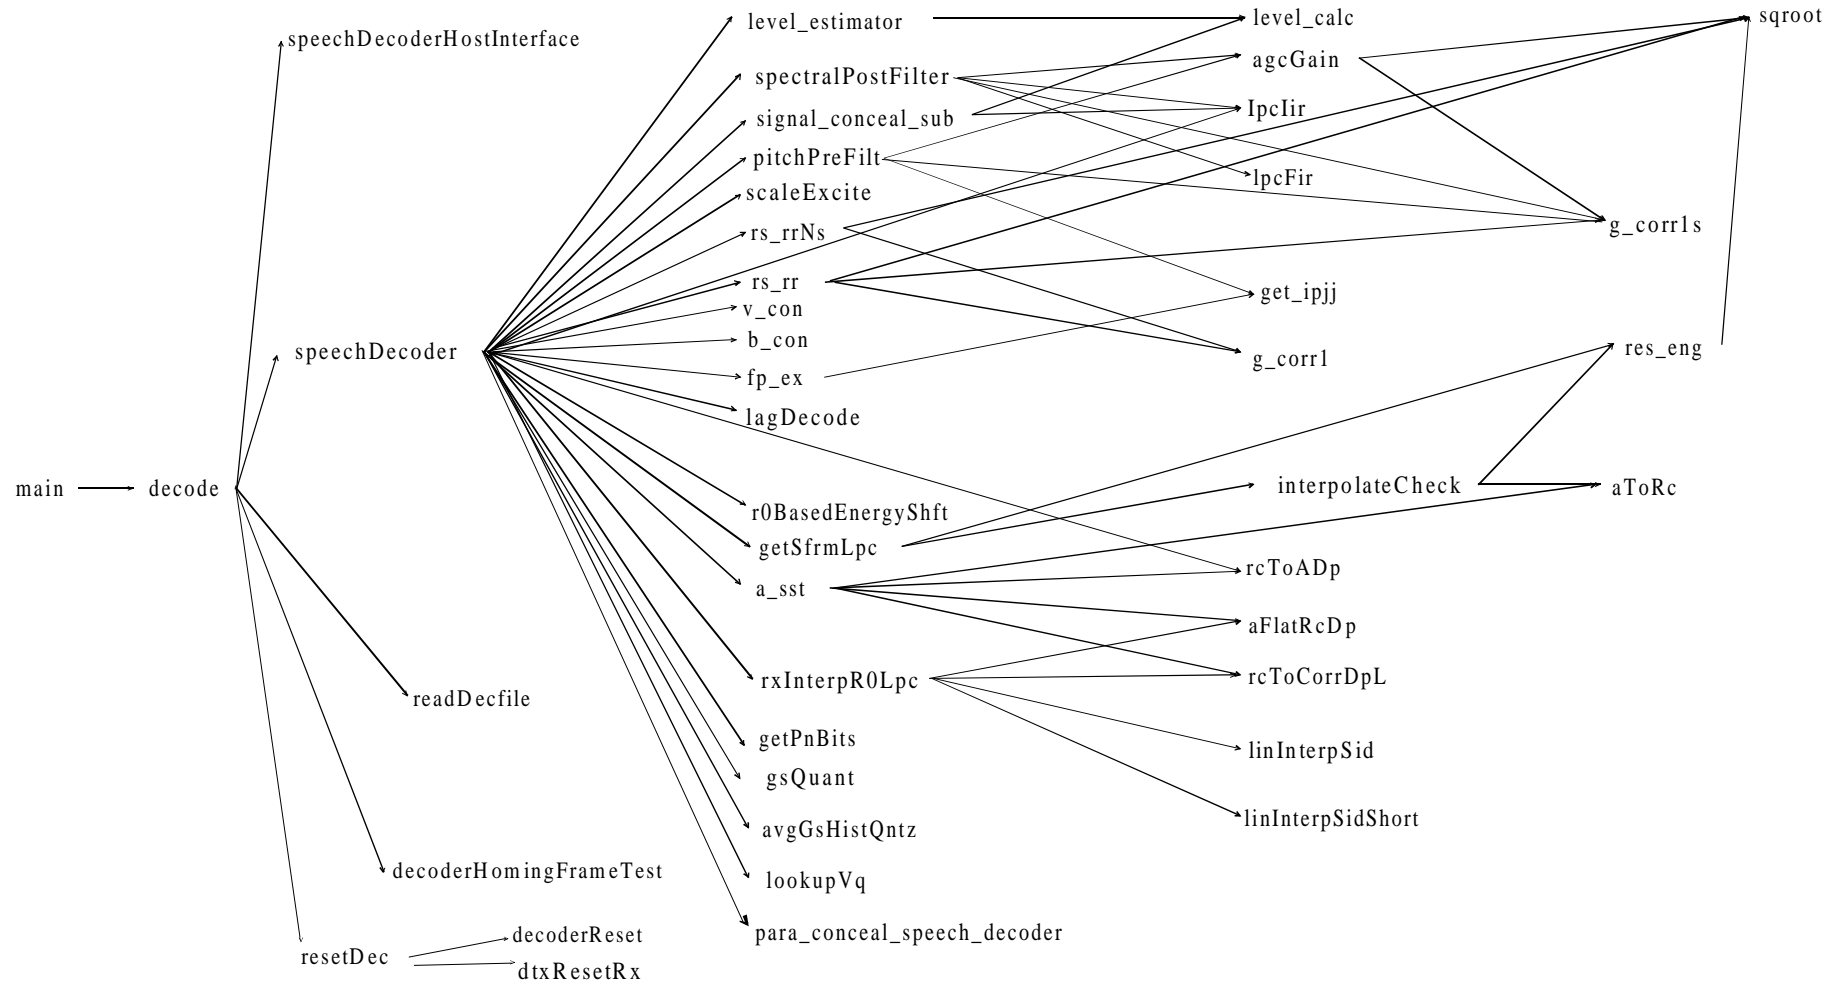 main
decode
speechDecoderHostInterface
speechDecoder
readDecfile
decoderHomingFrameTest
resetDec
decoderReset
dtxResetRx
level_estimator
spectralPostFilter
signal_conceal_sub
pitchPreFilt
scaleExcite
rs_rrNs
rs_rr
v_con
b_con
fp_ex
lagDecode
r0BasedEnergyShft
getSfrmLpc
a_sst
rxInterpR0Lpc
getPnBits
gsQuant
avgGsHistQntz
lookupVq
para_conceal_speech_decoder
level_calc
agcGain
IpcIir
lpcFir
get_ipjj
g_corr1
interpolateCheck
rcToADp
aFlatRcDp
rcToCorrDpL
linInterpSid
linInterpSidShort
sqroot
g_corr1s
res_eng
aToRc